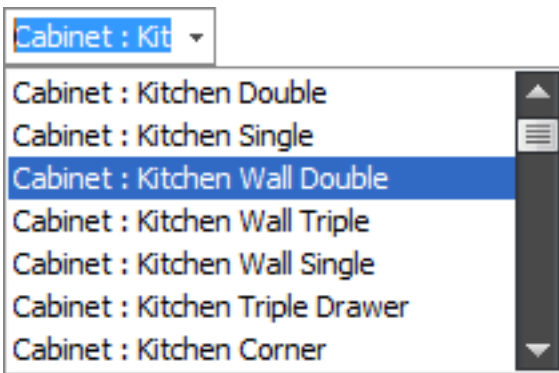 Cabinet : Kit
Cabinet : Kitchen Double
Cabinet : Kitchen Single
Cabinet : Kitchen Wall Double
Cabinet : Kitchen Wall Triple
Cabinet : Kitchen Wall Single
Cabinet : Kitchen Triple Drawer
Cabinet : Kitchen Corner